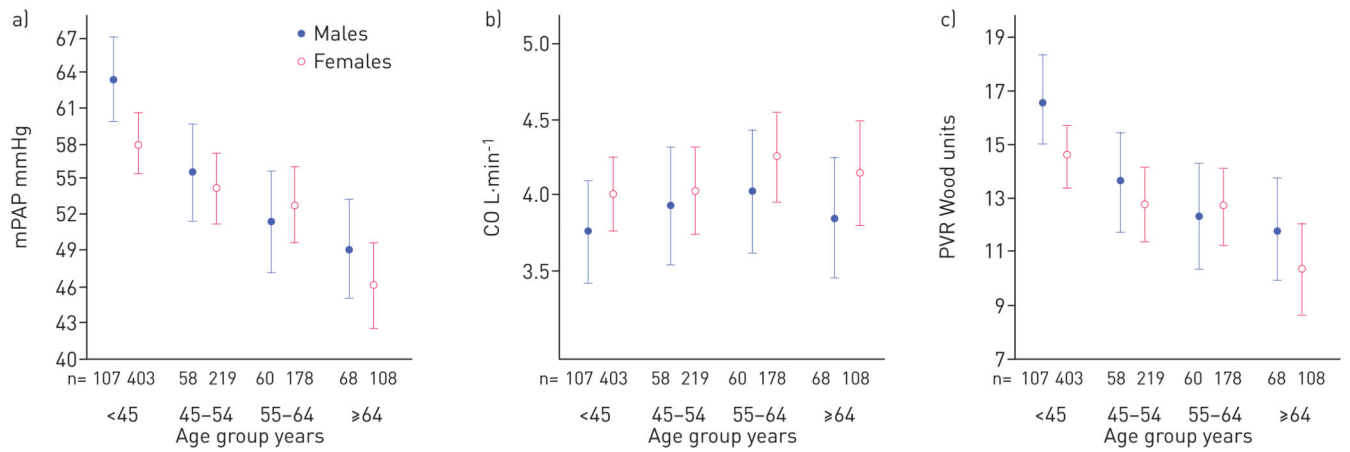 a)
mPAP mmHg
67
64
61
58
55
52
49
46
43
40
Males
Females
n= 107 403 58 219 60 178 68 108
<45 45–54 55–64 ≥64
Age group years
b)
CO L·min⁻¹
5.0
4.5
4.0
3.5
n= 107 403 58 219 60 178 68 108
<45 45–54 55–64 ≥64
Age group years
c)
PVR Wood units
19
17
15
13
11
9
7
n= 107 403 58 219 60 178 68 108
<45 45–54 55–64 ≥64
Age group years